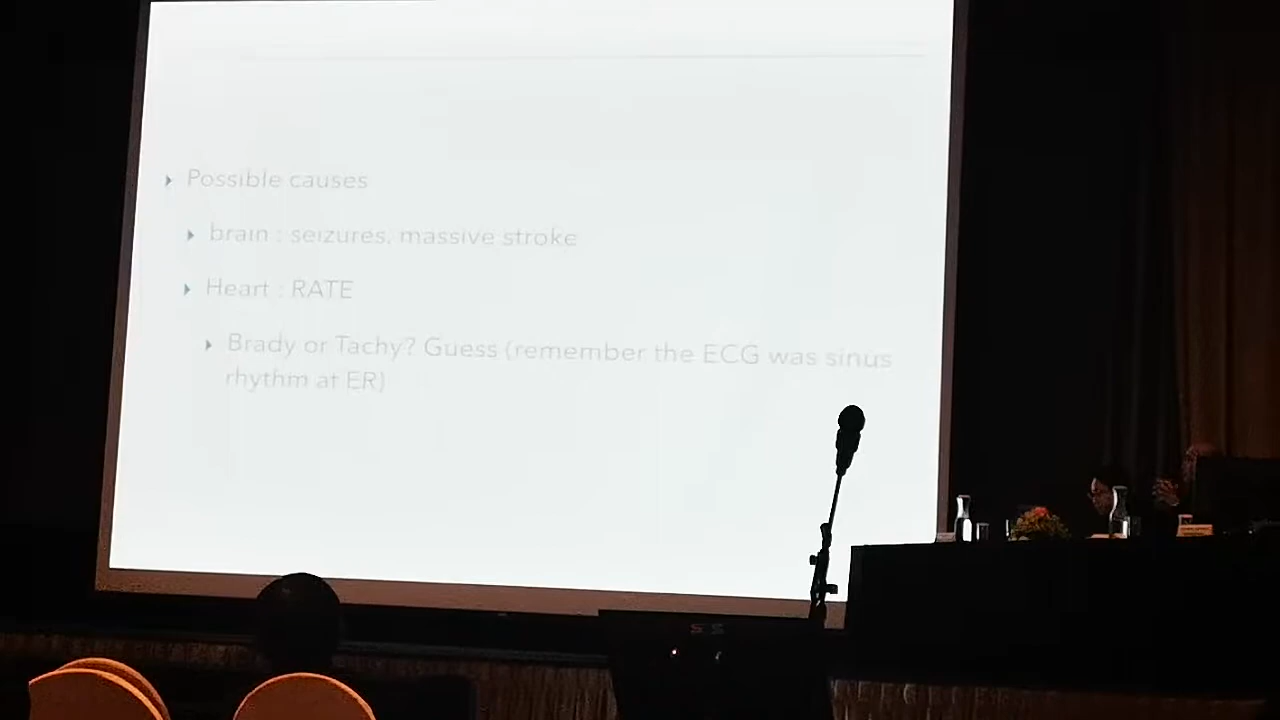 Possible causes
brain : seizures, massive stroke
Heart : RATE
Brady or Tachy? Guess (remember the ECG was sinus
rhythm at ER)